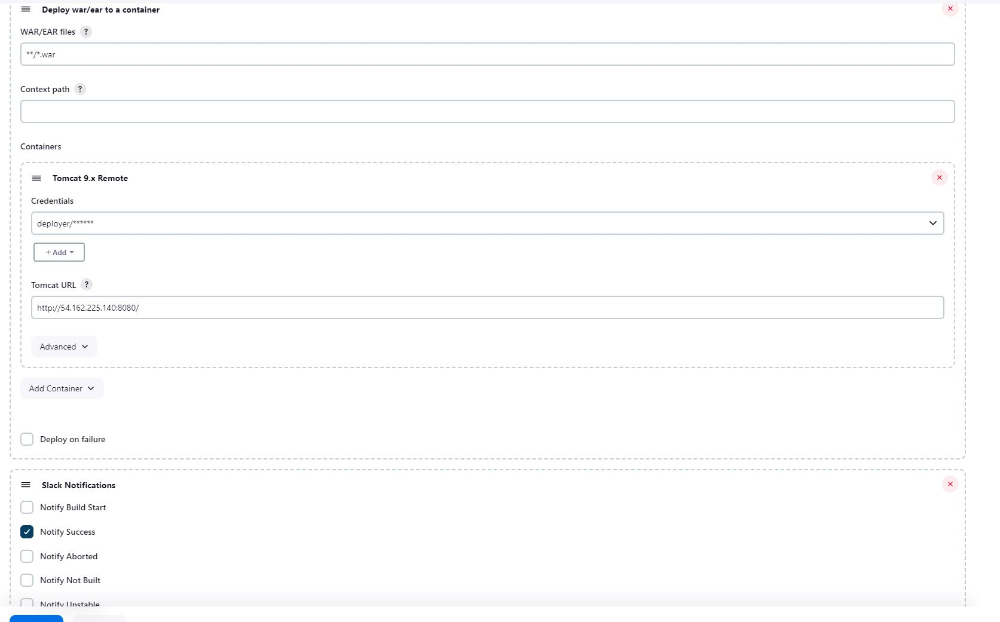 Deploy war/ear to a container
WAR/EAR files ?
**/*.war
Context path ?
Containers
Tomcat 9.x Remote
Credentials
deployer/******
+ Add
Tomcat URL ?
http://54.162.225.140:8080/
Advanced
Add Container
Deploy on failure
Slack Notifications
Notify Build Start
Notify Success
Notify Aborted
Notify Not Built
Notify Unstable